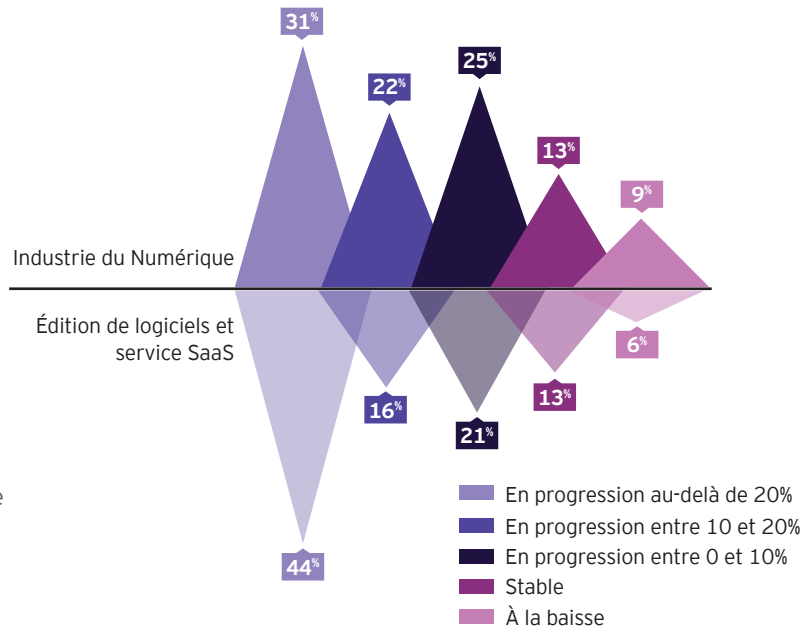 31%
22%
25%
13%
9%
Industrie du Numérique
Édition de logiciels et
service SaaS
44%
16%
21%
13%
6%
e
En progression au-delà de 20%
En progression entre 10 et 20%
En progression entre 0 et 10%
Stable
À la baisse